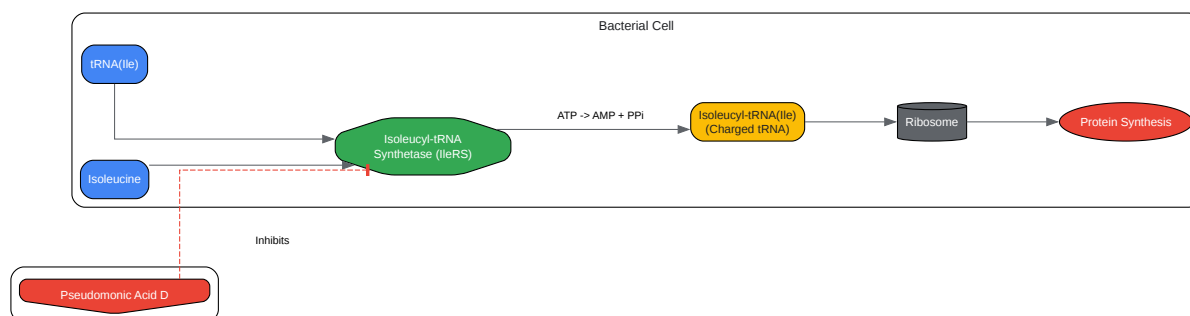 Bacterial Cell
tRNA(Ile)
Isoleucyl-tRNA
Synthetase (IleRS)
ATP -> AMP + PPi
Isoleucyl-tRNA(Ile)
(Charged tRNA)
Ribosome
Protein Synthesis
Isoleucine
Inhibits
Pseudomonic Acid D